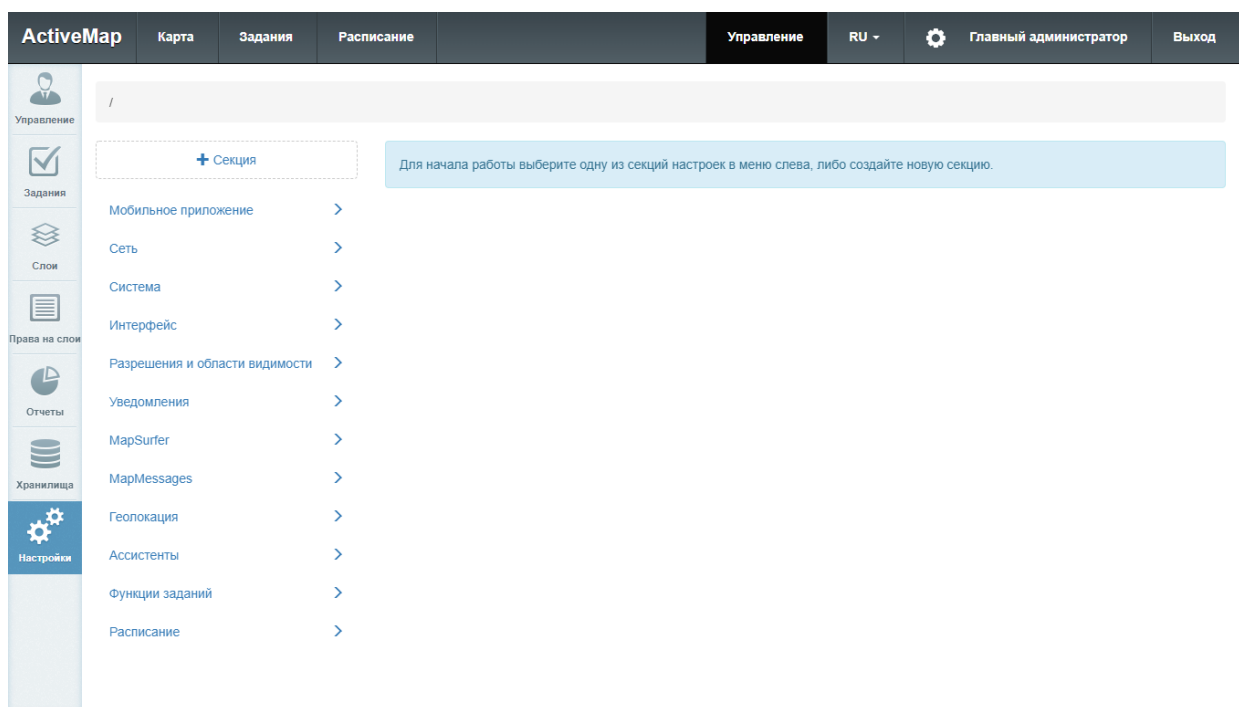 ActiveMap Карта Задания Расписание Управление RU Главный администратор Выход
Управление
Задания
Слои
Права на слои
Отчеты
Хранилища
Настройки
/
+ Секция
Для начала работы выберите одну из секций настроек в меню слева, либо создайте новую секцию.
Мобильное приложение
Сеть
Система
Интерфейс
Разрешения и области видимости
Уведомления
MapSurfer
MapMessages
Геолокация
Ассистенты
Функции заданий
Расписание